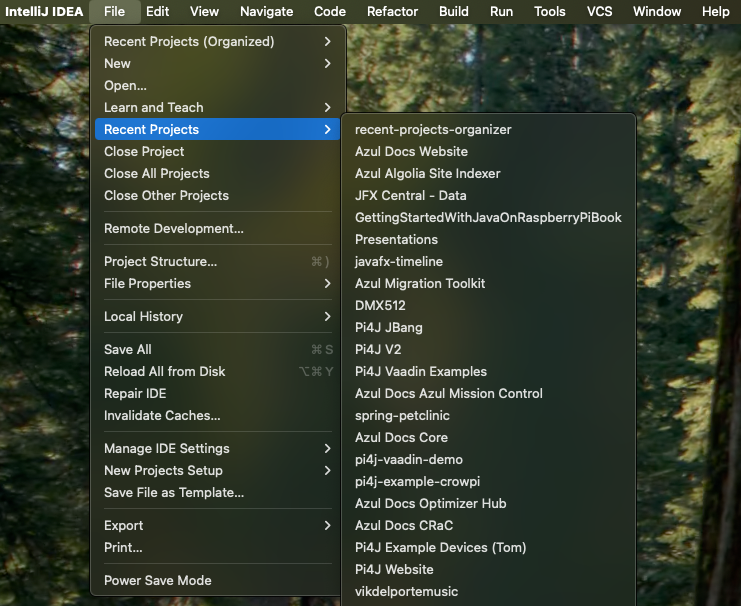 IntelliJ IDEA File Edit View Navigate Code Refactor Build Run Tools VCS Window Help
Recent Projects (Organized)
New
Open...
Learn and Teach
Recent Projects
Close Project
Close All Projects
Close Other Projects
Remote Development...
Project Structure... ⌘ )
File Properties
Local History
Save All ⌘ S
Reload All from Disk ⌥⌘ Y
Repair IDE
Invalidate Caches...
Manage IDE Settings
New Projects Setup
Save File as Template...
Export
Print...
Power Save Mode
recent-projects-organizer
Azul Docs Website
Azul Algolia Site Indexer
JFX Central - Data
GettingStartedWithJavaOnRaspberryPiBook
Presentations
javafx-timeline
Azul Migration Toolkit
DMX512
Pi4J JBang
Pi4J V2
Pi4J Vaadin Examples
Azul Docs Azul Mission Control
spring-petclinic
Azul Docs Core
pi4j-vaadin-demo
pi4j-example-crowpi
Azul Docs Optimizer Hub
Azul Docs CRaC
Pi4J Example Devices (Tom)
Pi4J Website
vikdelportemusic